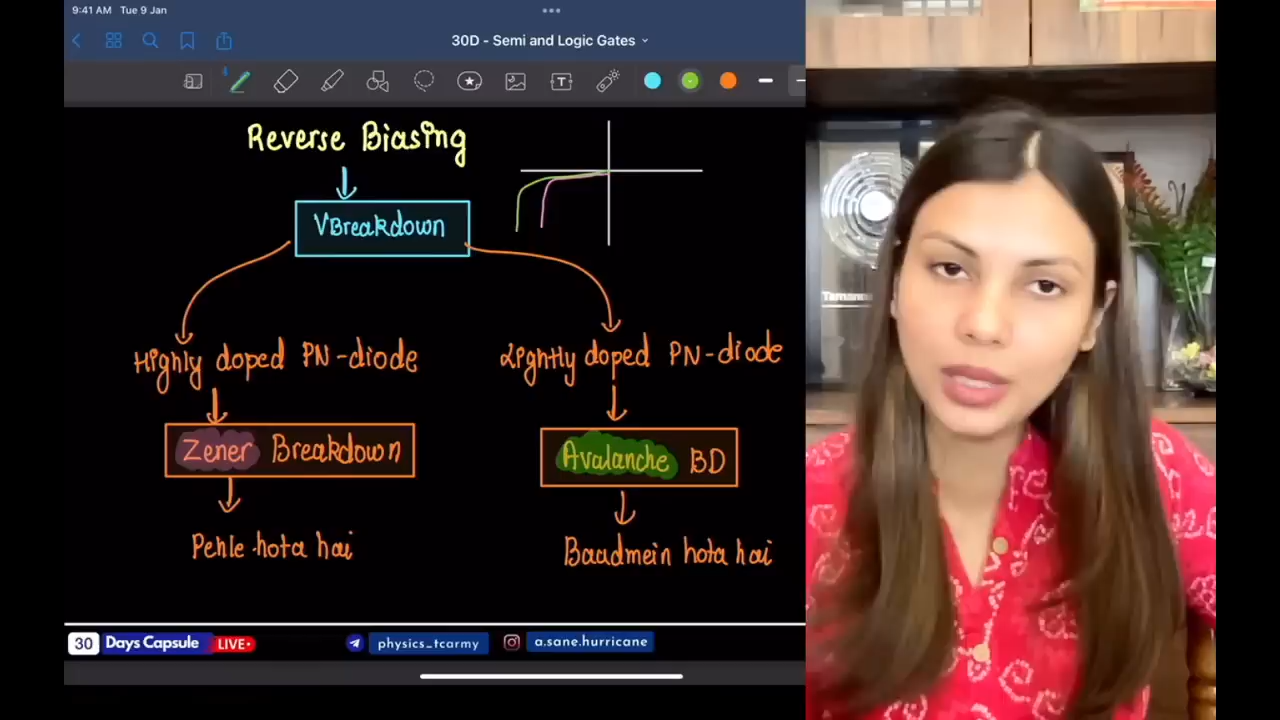 9:41 AM Tue 9 Jan
30D - Semi and Logic Gates
T
Reverse Biasing
VBreakdown
Highly doped PN-diode
Lightly doped PN-diode
Zener Breakdown
Avalanche BD
Pehle hota hai
Baadmein hota hai
30 Days Capsule LIVE
physics_tcarmy
a.sane.hurricane